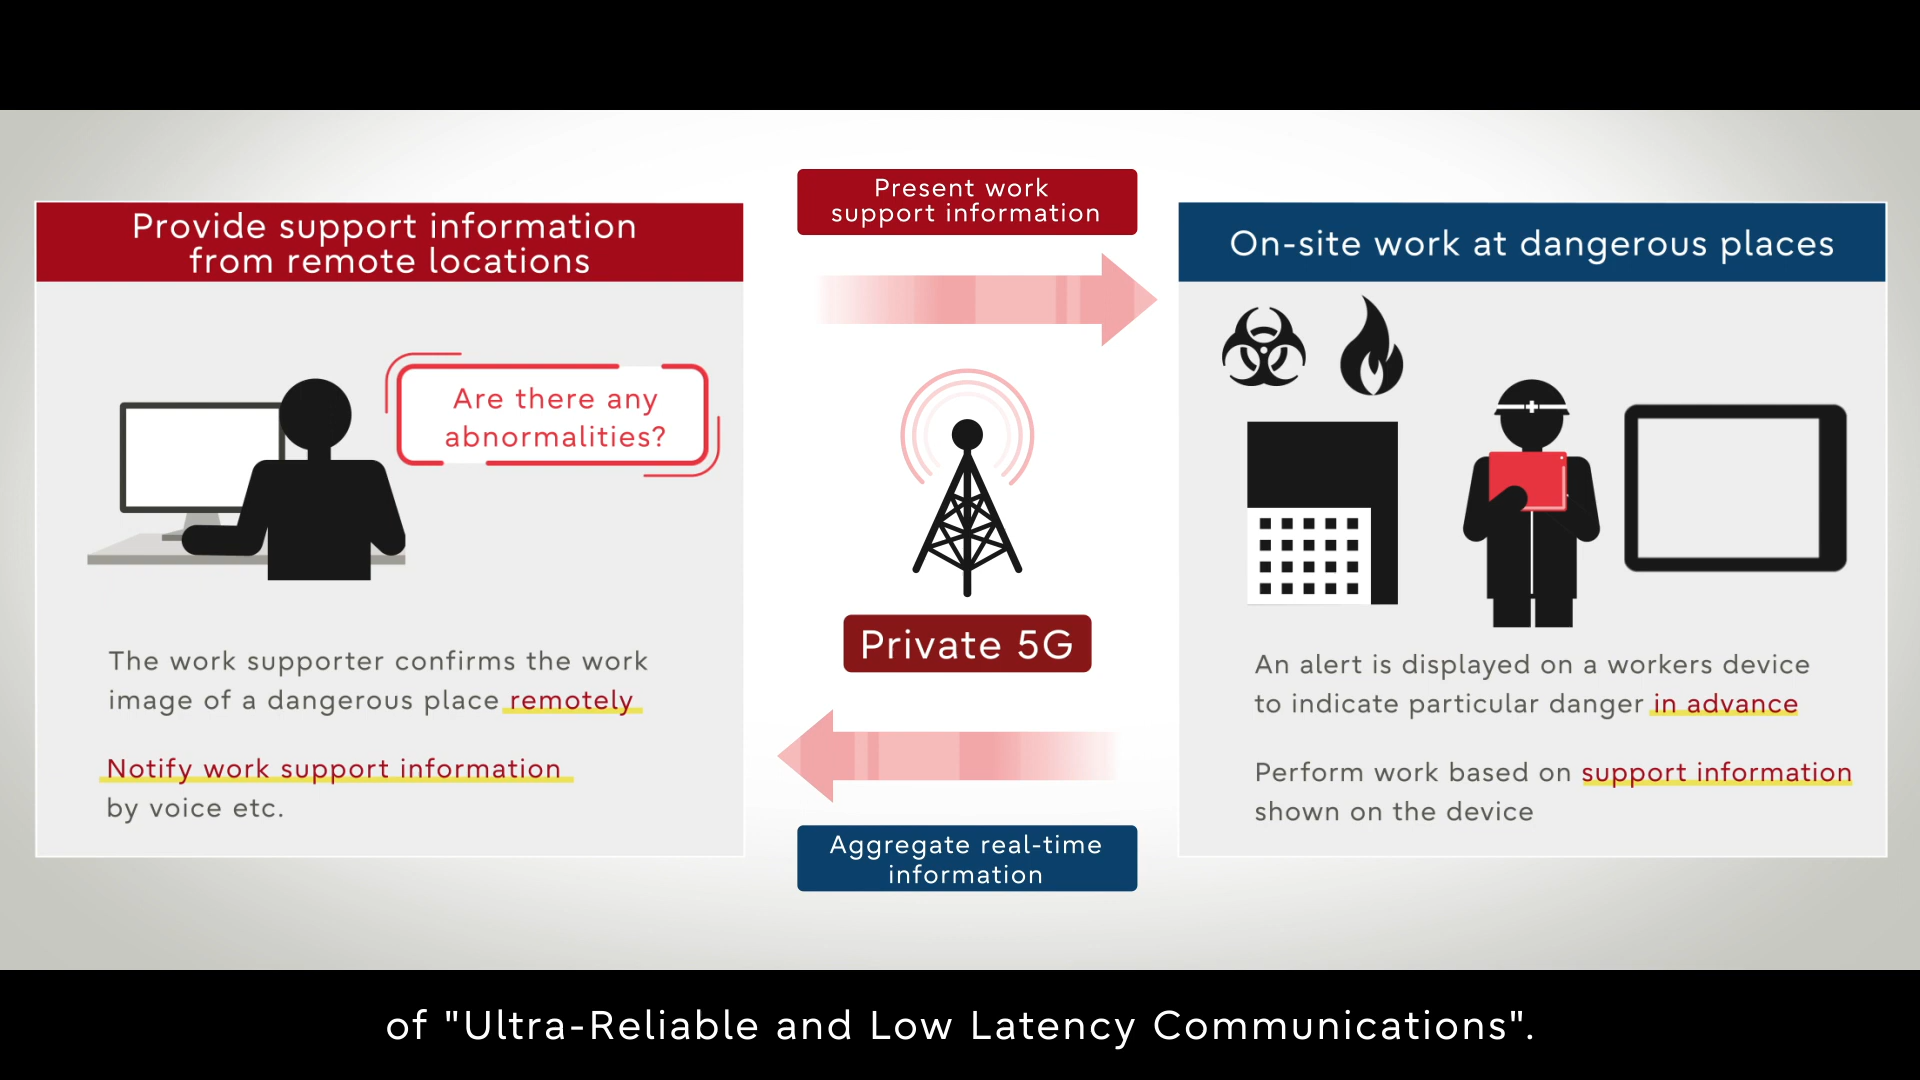 Provide support information
from remote locations
Are there any
abnormalities?
The work supporter confirms the work
image of a dangerous place remotely
Notify work support information
by voice etc.
Present work
support information
Private 5G
Aggregate real-time
information
On-site work at dangerous places
An alert is displayed on a workers device
to indicate particular danger in advance
Perform work based on support information
shown on the device
of "Ultra-Reliable and Low Latency Communications".